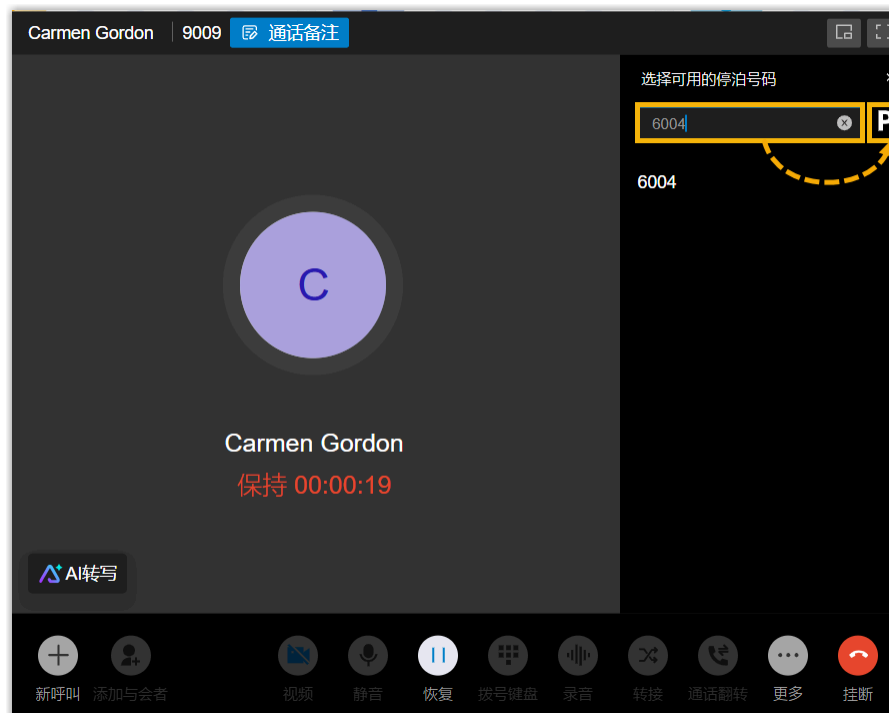 Carmen Gordon 9009 通话备注
选择可用的停泊号码
6004
P
6004
C
Carmen Gordon
保持 00:00:19
AI转写
新呼叫 添加与会者 视频 静音 恢复 拨号键盘 录音 转接 通话翻转 更多 挂断